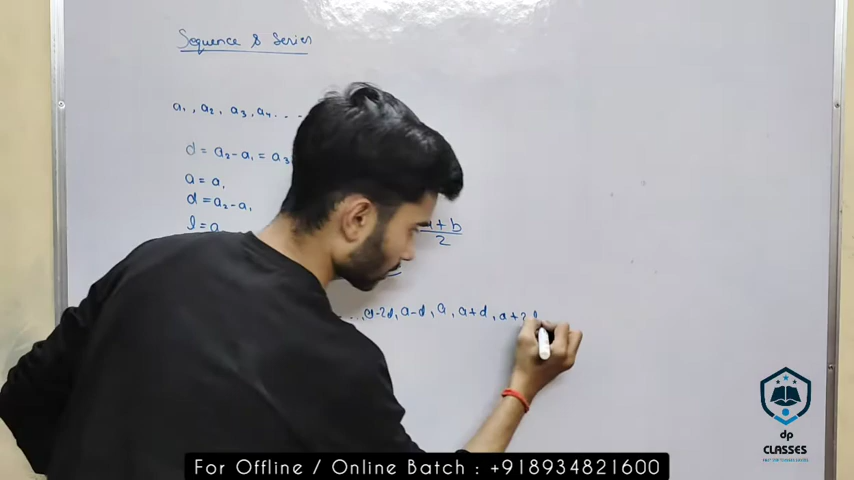 Sequence & Series
a₁, a₂, a₃, a₄....
d = a₂-a₁ = a₃
a = a₁
d = a₂-a₁
l = a
a+b
2
..., a-2d, a-d, a, a+d, a+2d
dp
CLASSES
For Offline / Online Batch : +918934821600